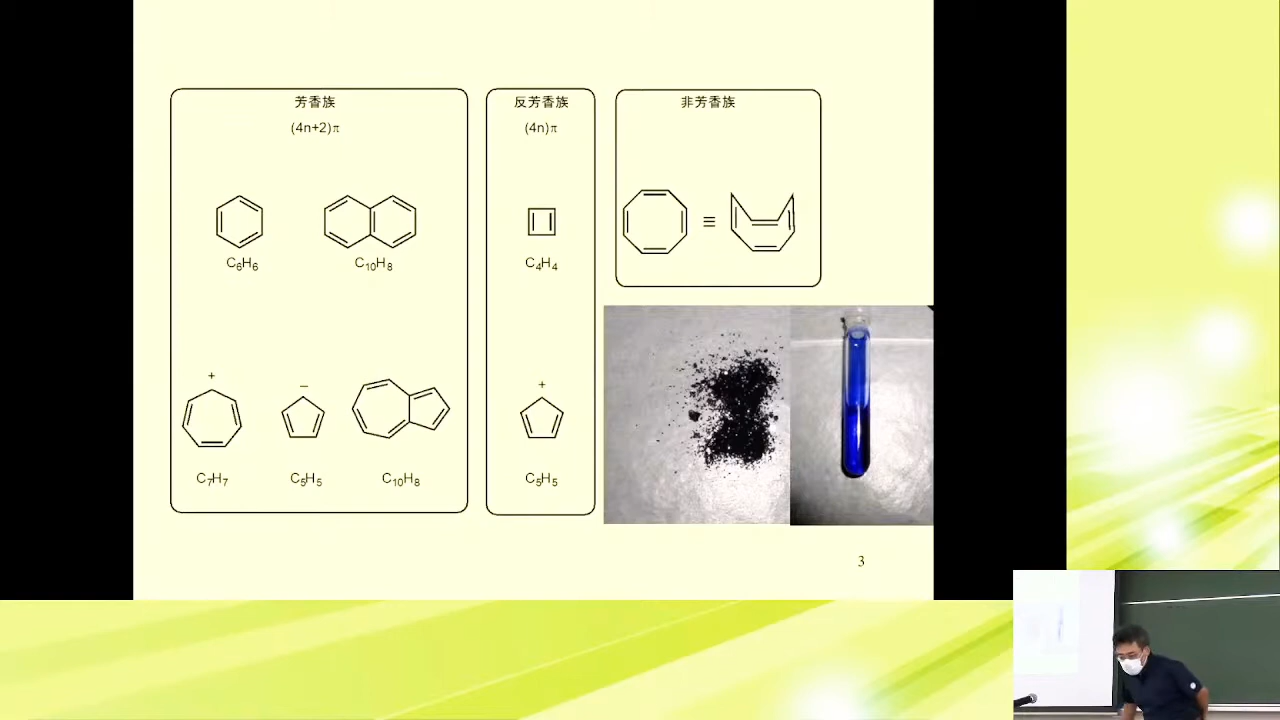 芳香族
(4n+2)π
C₆H₆
C₁₀H₈
+
−
C₇H₇
C₅H₅
C₁₀H₈
反芳香族
(4n)π
C₄H₄
+
C₅H₅
非芳香族
≡
3